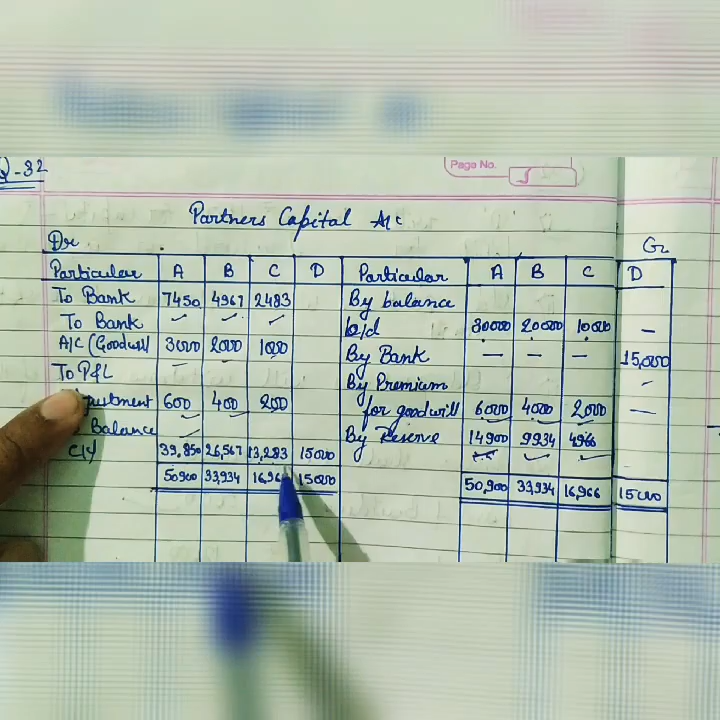 Q-32
Page No.
5
Partners Capital A/c
Dr
Cr
Particular A B C D Particular A B C D
To Bank 7450 4967 2483 By balance
To Bank b/d 30000 20000 10000 —
A/C (Goodwill 3000 2000 1000 By Bank — — — 15,000
To P&L By Premium
600 400 200 for goodwill 6000 4000 2000 —
Balance By Reserve 14900 9934 4966
C/d 39,850 26,567 13,283 15000
50900 33,934 15000 50,900 33,934 16,966 15000